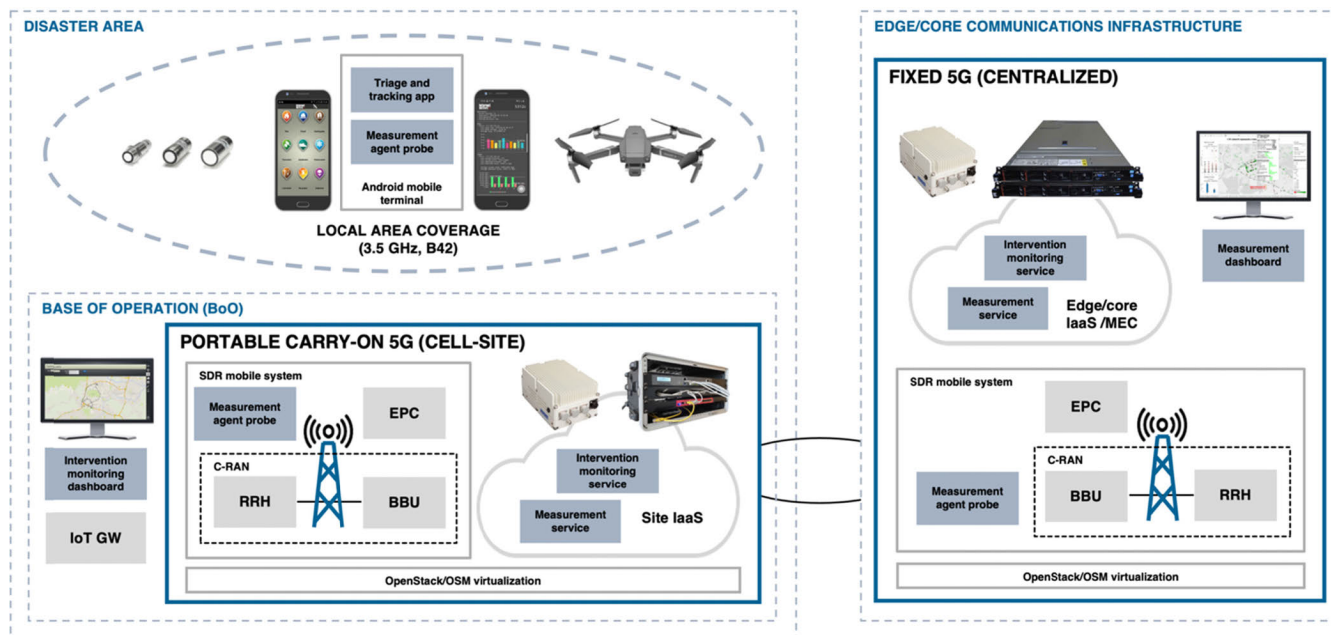 DISASTER AREA
Triage and
tracking app
Measurement
agent probe
Android mobile
terminal
LOCAL AREA COVERAGE
(3.5 GHz, B42)
BASE OF OPERATION (BoO)
Intervention
monitoring
dashboard
IoT GW
PORTABLE CARRY-ON 5G (CELL-SITE)
SDR mobile system
Measurement
agent probe
EPC
C-RAN
RRH
BBU
Intervention
monitoring
service
Measurement
service
Site IaaS
OpenStack/OSM virtualization
EDGE/CORE COMMUNICATIONS INFRASTRUCTURE
FIXED 5G (CENTRALIZED)
Measurement
dashboard
Intervention
monitoring
service
Measurement
service
Edge/core
IaaS /MEC
SDR mobile system
EPC
Measurement
agent probe
C-RAN
BBU
RRH
OpenStack/OSM virtualization